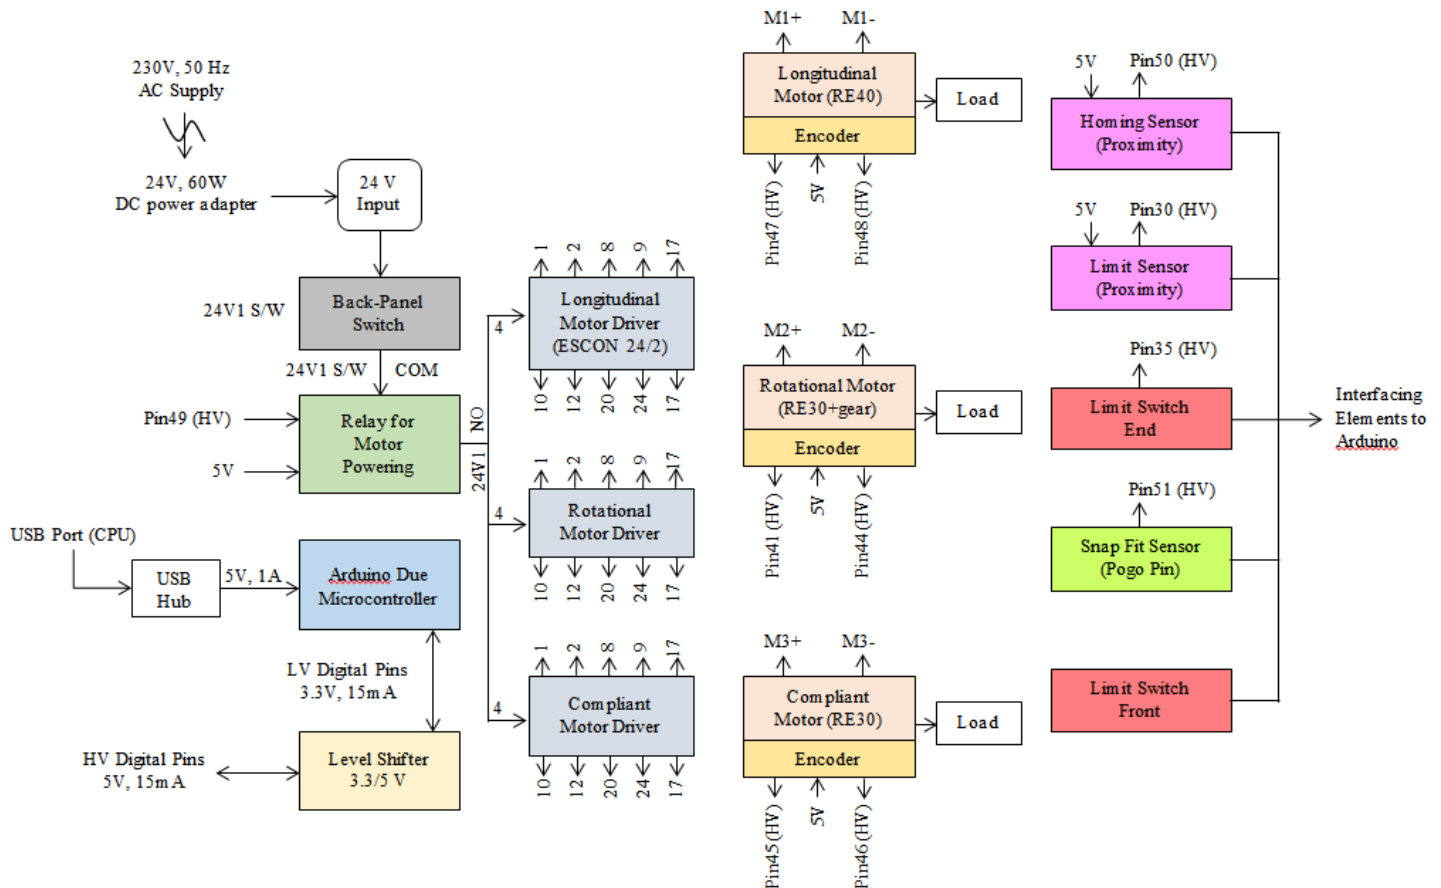 230V, 50 Hz
AC Supply
24V, 60W
DC power adapter
24 V
Input
24V1 S/W
Back-Panel
Switch
24V1 S/W
COM
Pin49 (HV)
5V
Relay for
Motor
Powering
24V1
NO
USB Port (CPU)
USB
Hub
5V, 1A
Arduino Due
Microcontroller
LV Digital Pins
3.3V, 15mA
HV Digital Pins
5V, 15mA
Level Shifter
3.3/5 V
1
2
8
9
17
4
Longitudinal
Motor Driver
(ESCON 24/2)
10
12
20
24
17
1
2
8
9
17
4
Rotational
Motor Driver
10
12
20
24
17
1
2
8
9
17
4
Compliant
Motor Driver
10
12
20
24
17
M1+
M1-
Longitudinal
Motor (RE40)
Encoder
Load
Pin47 (HV)
5V
Pin48 (HV)
M2+
M2-
Rotational Motor
(RE30+gear)
Encoder
Load
Pin41 (HV)
5V
Pin44 (HV)
M3+
M3-
Compliant
Motor (RE30)
Encoder
Load
Pin45 (HV)
5V
Pin46 (HV)
5V
Pin50 (HV)
Homing Sensor
(Proximity)
5V
Pin30 (HV)
Limit Sensor
(Proximity)
Pin35 (HV)
Limit Switch
End
Pin51 (HV)
Snap Fit Sensor
(Pogo Pin)
Limit Switch
Front
Interfacing
Elements to
Arduino